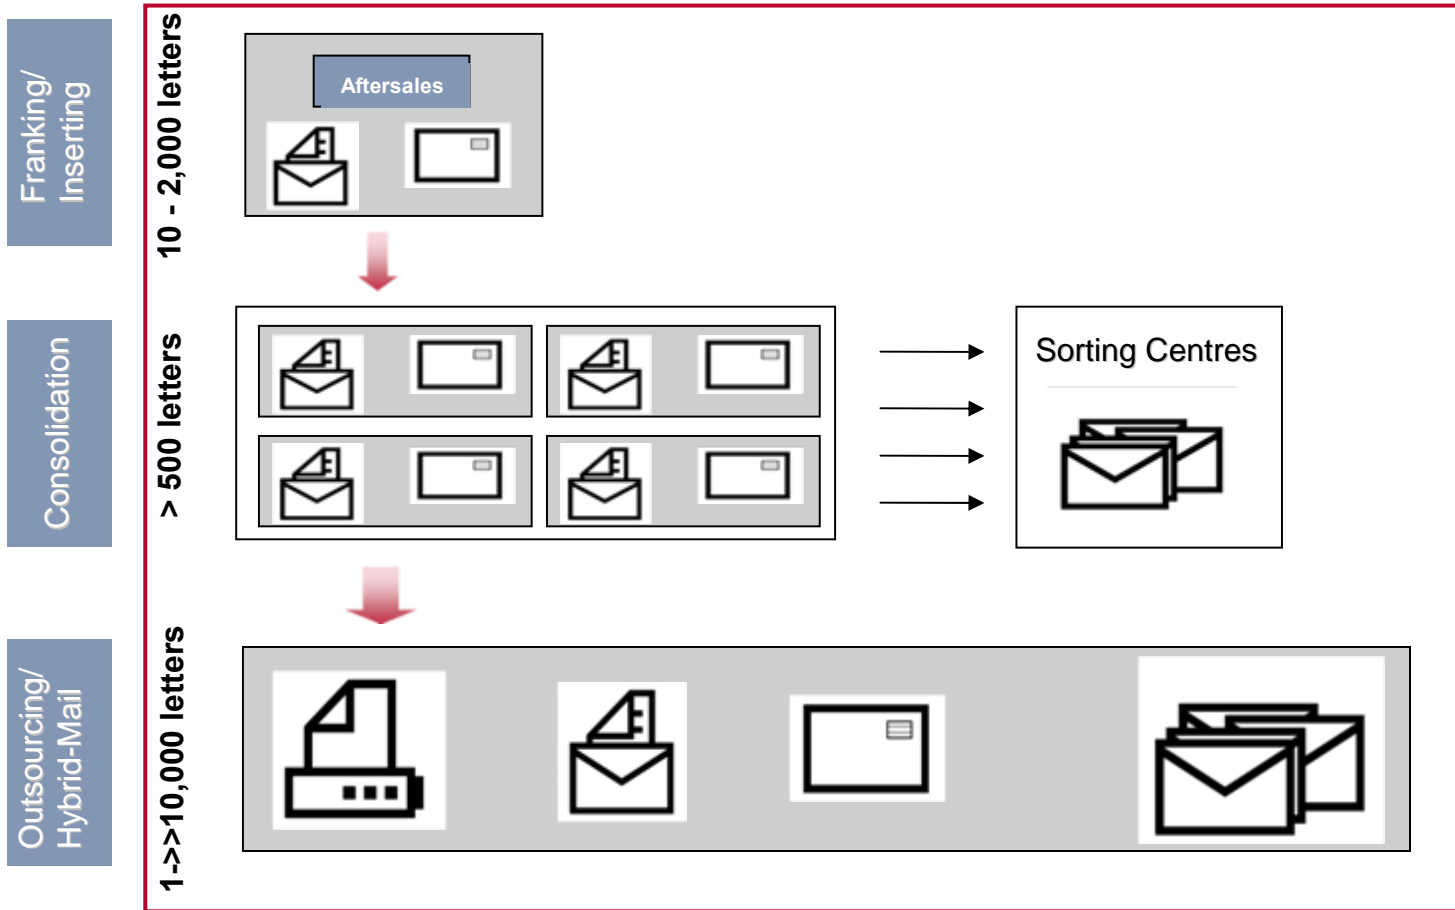 Franking/
Inserting
10 - 2,000 letters
Aftersales
Consolidation
> 500 letters
Sorting Centres
Outsourcing/
Hybrid-Mail
1->>10,000 letters